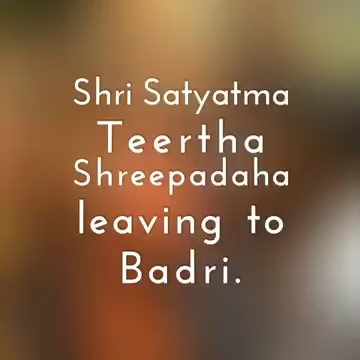 Shri Satyatma
Teertha
Shreepadaha
leaving to
Badri.